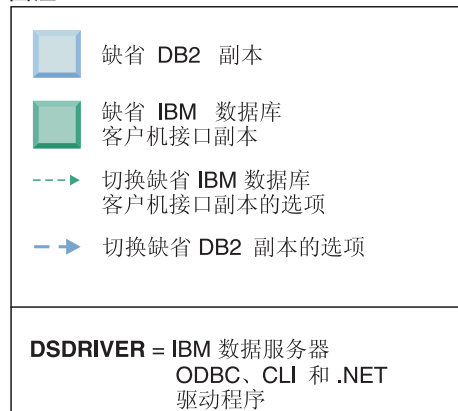 缺省 DB2 副本
缺省 IBM 数据库
客户机接口副本
切换缺省 IBM 数据库
客户机接口副本的选项
切换缺省 DB2 副本的选项
DSDRIVER = IBM 数据服务器
ODBC、CLI 和 .NET
驱动程序